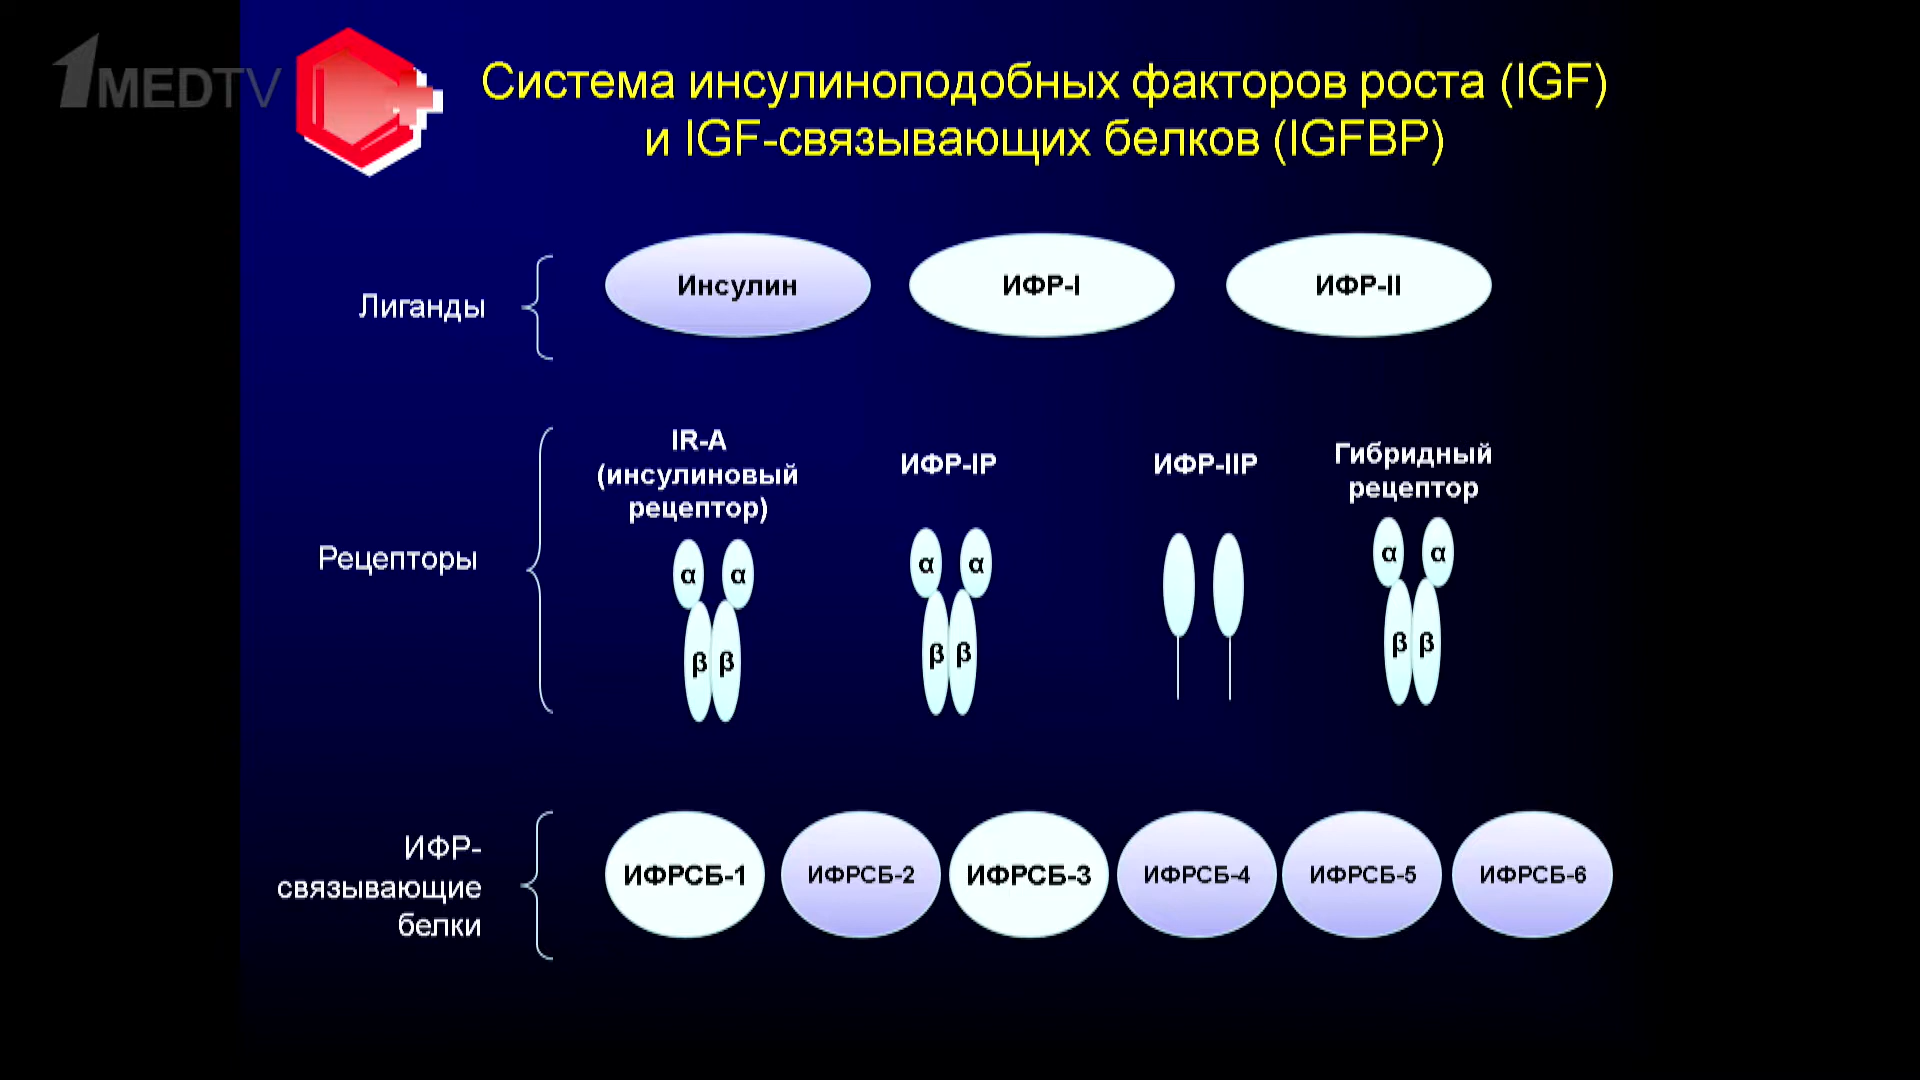 1MEDTV
Система инсулиноподобных факторов роста (IGF)
и IGF-связывающих белков (IGFBP)
Лиганды
Инсулин
ИФР-I
ИФР-II
Рецепторы
IR-A
(инсулиновый
рецептор)
ИФР-IР
ИФР-IIР
Гибридный
рецептор
α α
β β
α α
β β
α α
β β
ИФР-
связывающие
белки
ИФРСБ-1
ИФРСБ-2
ИФРСБ-3
ИФРСБ-4
ИФРСБ-5
ИФРСБ-6